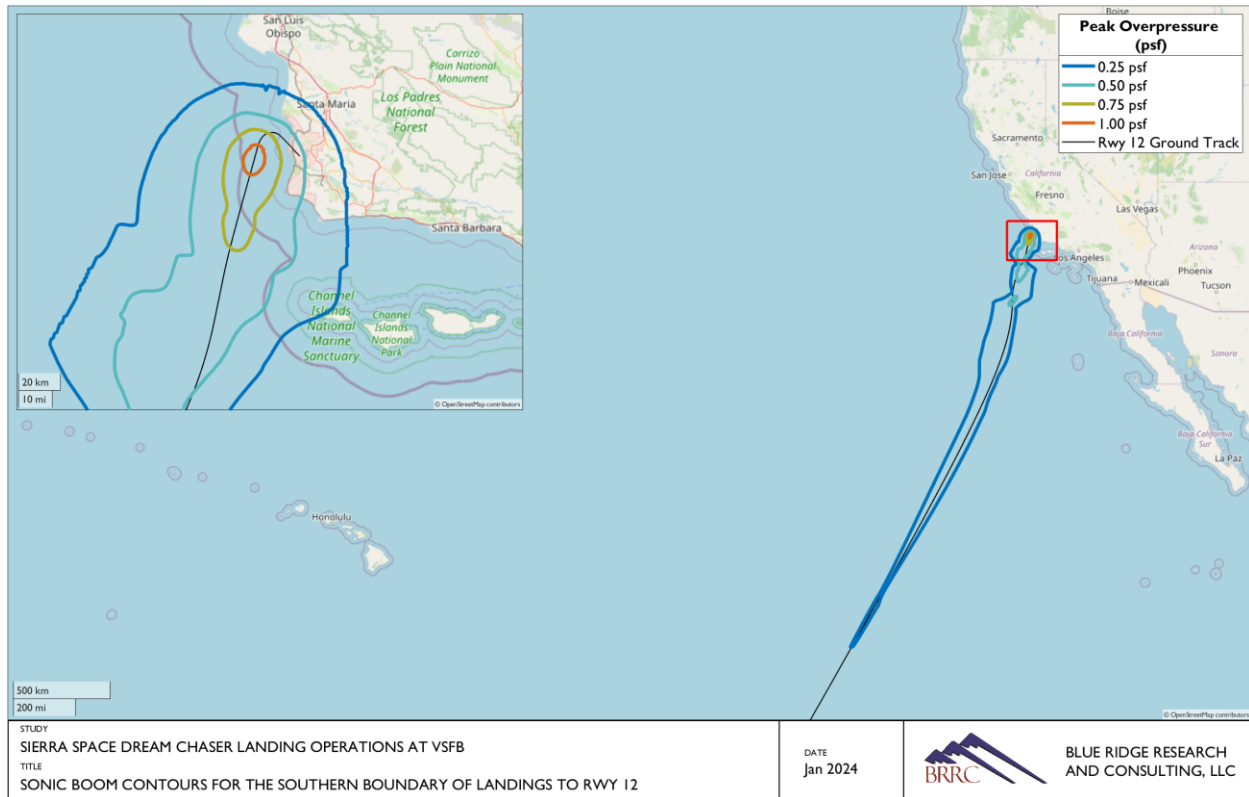 San Luis
Obispo
Carrizo
Plain National
Monument
Santa Maria
Los Padres
National
Forest
Santa Barbara
Channel
Islands
National
Marine
Sanctuary
Channel
Islands
National
Park
20 km
10 mi
© OpenStreetMap contributors
Boise
Peak Overpressure
(psf)
0.25 psf
0.50 psf
0.75 psf
1.00 psf
Rwy 12 Ground Track
Sacramento
San Jose
California
Fresno
Las Vegas
Los Angeles
Arizona
Phoenix
Tijuana
Mexicali
Tucson
Baja California
Sonora
Baja California
Sur
La Paz
Honolulu
500 km
200 mi
© OpenStreetMap contributors
STUDY
SIERRA SPACE DREAM CHASER LANDING OPERATIONS AT VSFB
TITLE
SONIC BOOM CONTOURS FOR THE SOUTHERN BOUNDARY OF LANDINGS TO RWY 12
DATE
Jan 2024
BRRC
BLUE RIDGE RESEARCH
AND CONSULTING, LLC